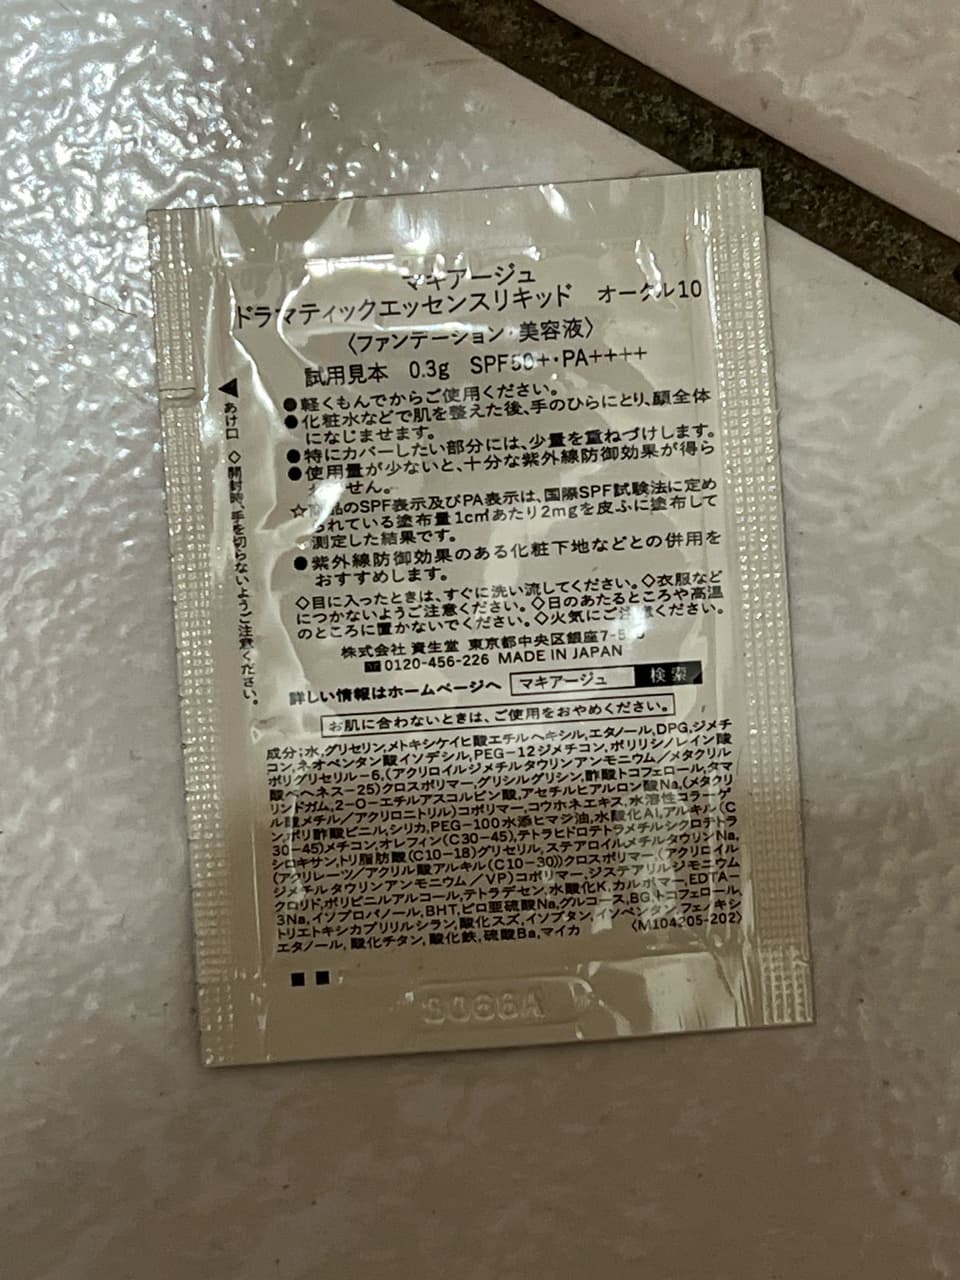 マキアージュ
ドラマティックエッセンスリキッド オークル10
〈ファンデーション・美容液〉
試用見本 0.3g SPF50+・PA++++
●軽くもんでからご使用ください。
●化粧水などで肌を整えた後、手のひらにとり、顔全体
になじませます。
●特にカバーしたい部分には、少量を重ねづけします。
●使用量が少ないと、十分な紫外線防御効果が得ら
ません。
☆商品のSPF表示及びPA表示は、国際SPF試験法に定め
られている塗布量1c㎡あたり2mgを皮ふに塗布して
測定した結果です。
●紫外線防御効果のある化粧下地などとの併用を
おすすめします。
◇目に入ったときは、すぐに洗い流してください。◇衣服など
につかないようご注意ください。◇日のあたるところや高温
のところに置かないでください。◇火気にご注意ください。
株式会社 資生堂 東京都中央区銀座7-5-5
0120-456-226 MADE IN JAPAN
詳しい情報はホームページへ マキアージュ 検索
お肌に合わないときは、ご使用をおやめください。
成分:水,グリセリン,メトキシケイヒ酸エチルヘキシル,エタノール,DPG,ジメチ
コン,ネオペンタン酸イソデシル,PEG-12ジメチコン,ポリリシノレイン酸
ポリグリセリル-6,(アクリロイルジメチルタウリンアンモニウム/メタクリル
酸ベヘネス-25)クロスポリマー,グリシルグリシン,酢酸トコフェロール,タマ
リンドガム,2-O-エチルアスコルビン酸,アセチルヒアルロン酸Na,(メタクリ
ル酸メチル/アクリロニトリル)コポリマー,コウホネエキス,水溶性コラーゲ
ン,ポリ酢酸ビニル,シリカ,PEG-100水添ヒマシ油,水酸化Al,アルキル(C
30-45)メチコン,オレフィン(C30-45),テトラヒドロテトラメチルシクロテトラ
シロキサン,トリ脂肪酸(C10-18)グリセリル,ステアロイルメチルタウリンNa,
(アクリレーツ/アクリル酸アルキル(C10-30))クロスポリマー,(アクリロイル
ジメチルタウリンアンモニウム/VP)コポリマー,ジステアリルジモニウム
クロリド,ポリビニルアルコール,テトラデセン,水酸化K,カルボマー,EDTA-
3Na,イソプロパノール,BHT,ピロ亜硫酸Na,グルコース,BG,トコフェロール,
トリエトキシカプリリルシラン,酸化スズ,イソブタン,イソペンタン,フェノキシ
エタノール,酸化チタン,酸化鉄,硫酸Ba,マイカ 〈M104205-202〉
◀あけ口 ◇開封時、手を切らないようご注意ください。